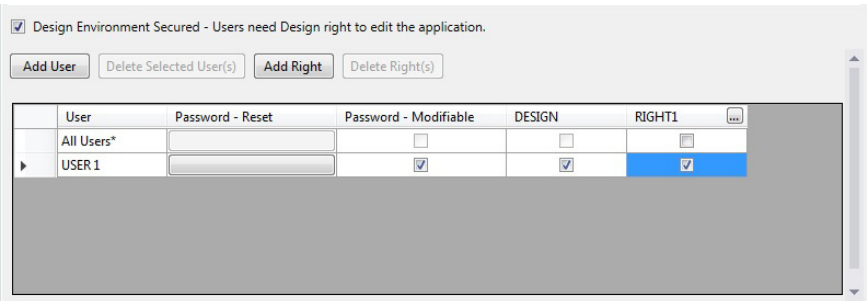 Design Environment Secured - Users need Design right to edit the application.
Add User Delete Selected User(s) Add Right Delete Right(s)
User Password - Reset Password - Modifiable DESIGN RIGHT1 ...
All Users*
USER 1